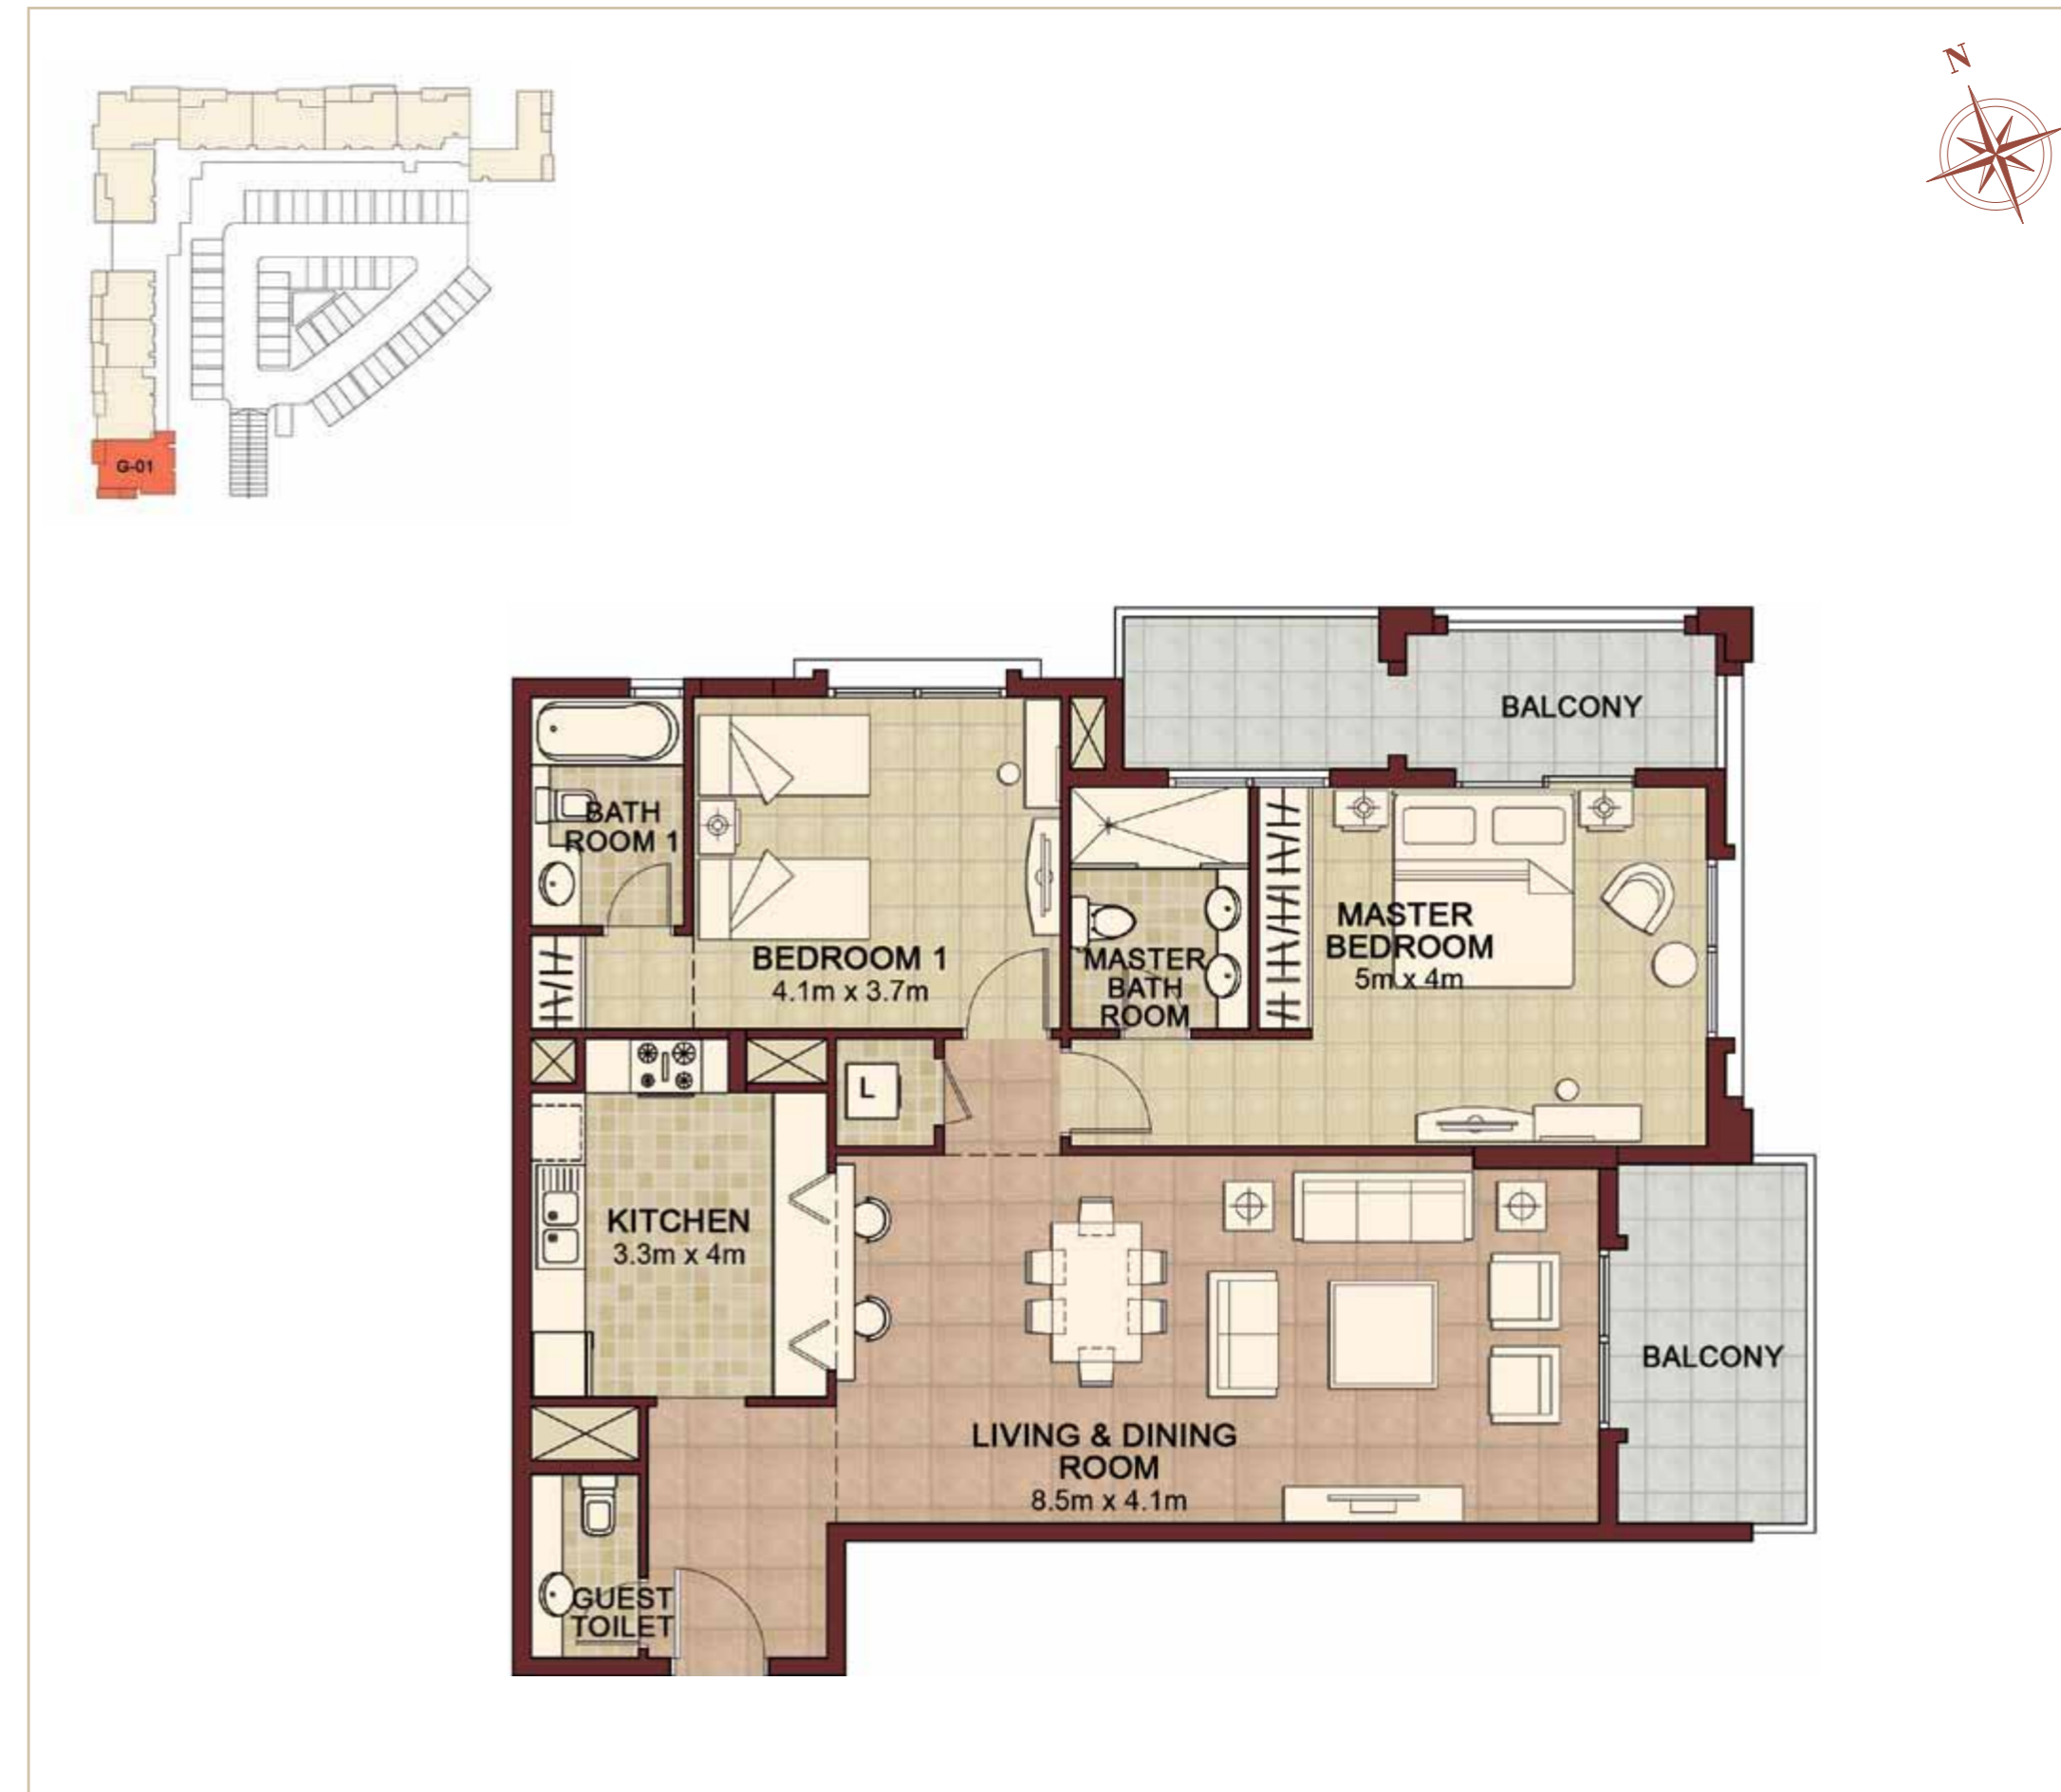 N
G-01
BALCONY
BATH
ROOM 1
BEDROOM 1
4.1m x 3.7m
MASTER
BATH
ROOM
MASTER
BEDROOM
5m x 4m
L
KITCHEN
3.3m x 4m
BALCONY
LIVING & DINING
ROOM
8.5m x 4.1m
GUEST
TOILET